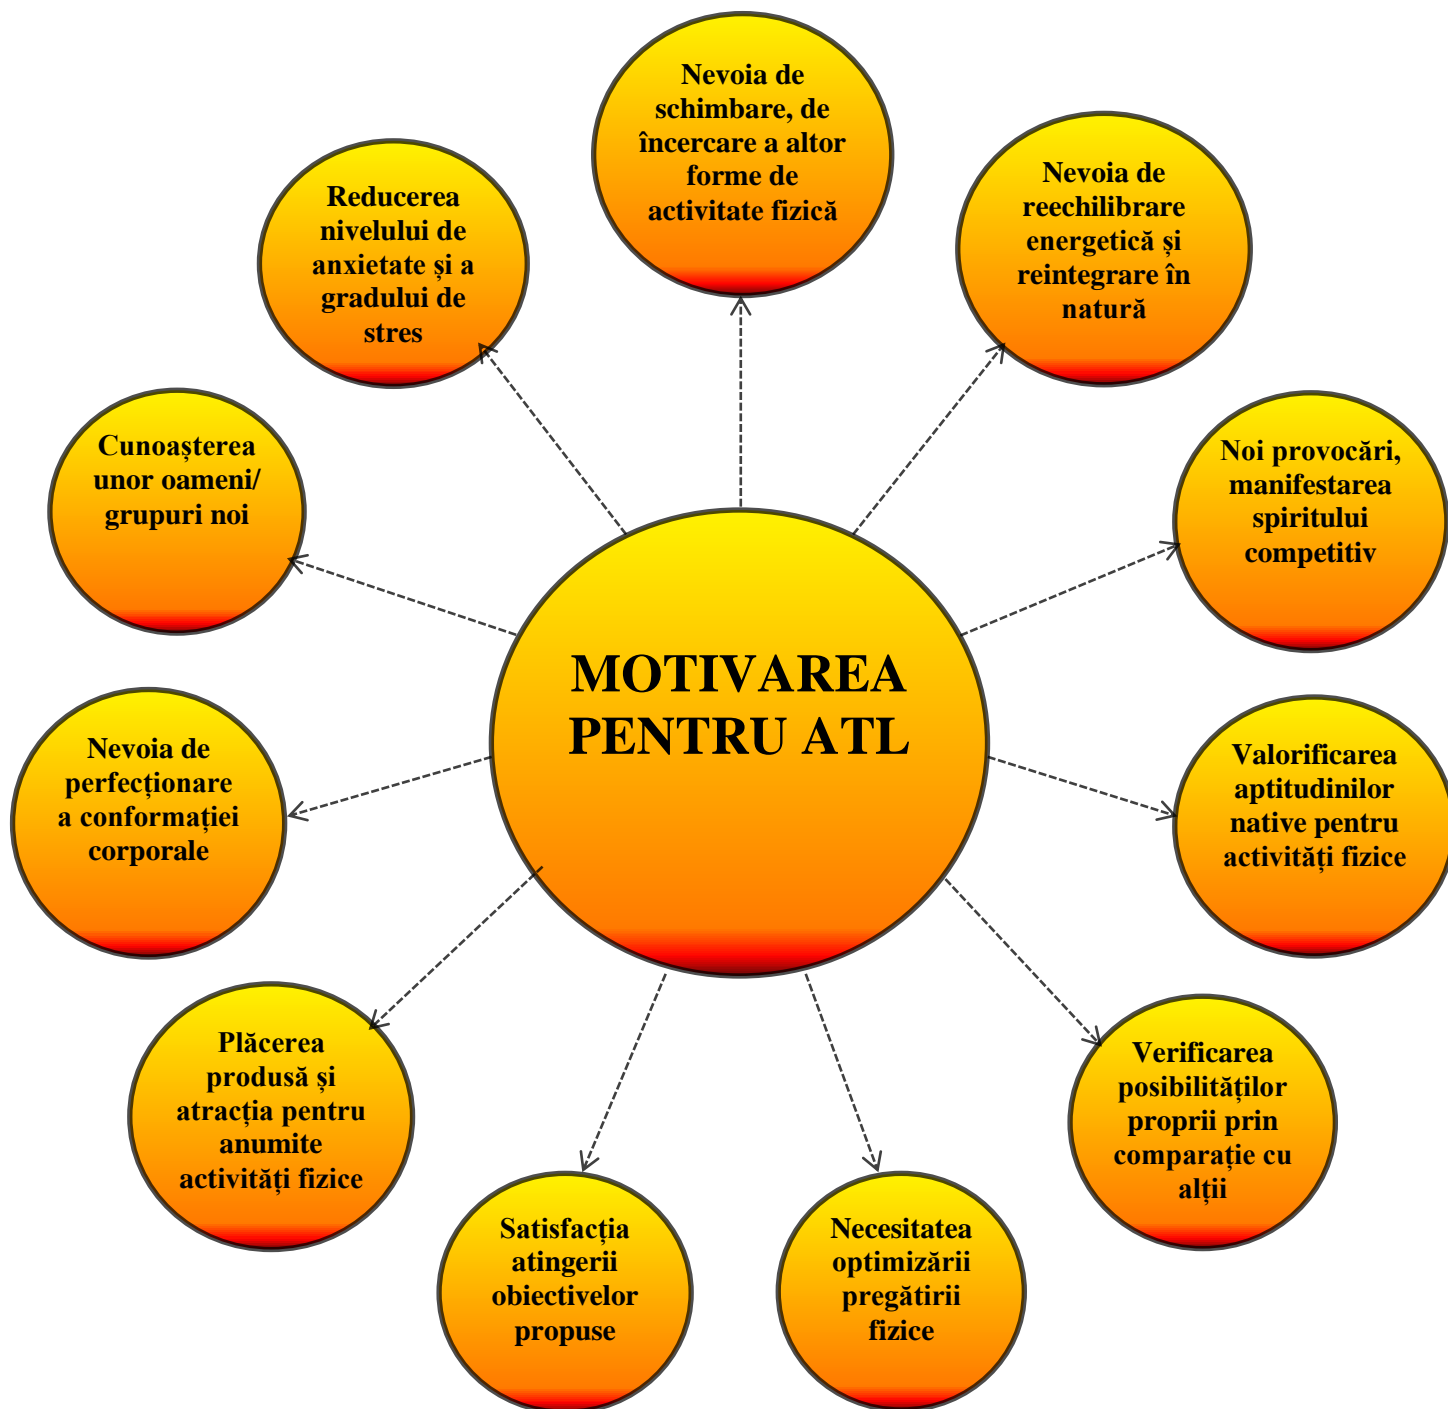 Nevoia de
schimbare, de
încercare a altor
forme de
activitate fizică
Nevoia de
reechilibrare
energetică și
reintegrare în
natură
Reducerea
nivelului de
anxietate și a
gradului de
stres
Noi provocări,
manifestarea
spiritului
competitiv
Cunoașterea
unor oameni/
grupuri noi
MOTIVAREA
PENTRU ATL
Valorificarea
aptitudinilor
native pentru
activități fizice
Nevoia de
perfecționare
a conformației
corporale
Verificarea
posibilităților
proprii prin
comparație cu
alții
Plăcerea
produsă și
atracția pentru
anumite
activități fizice
Necesitatea
optimizării
pregătirii
fizice
Satisfacția
atingerii
obiectivelor
propuse